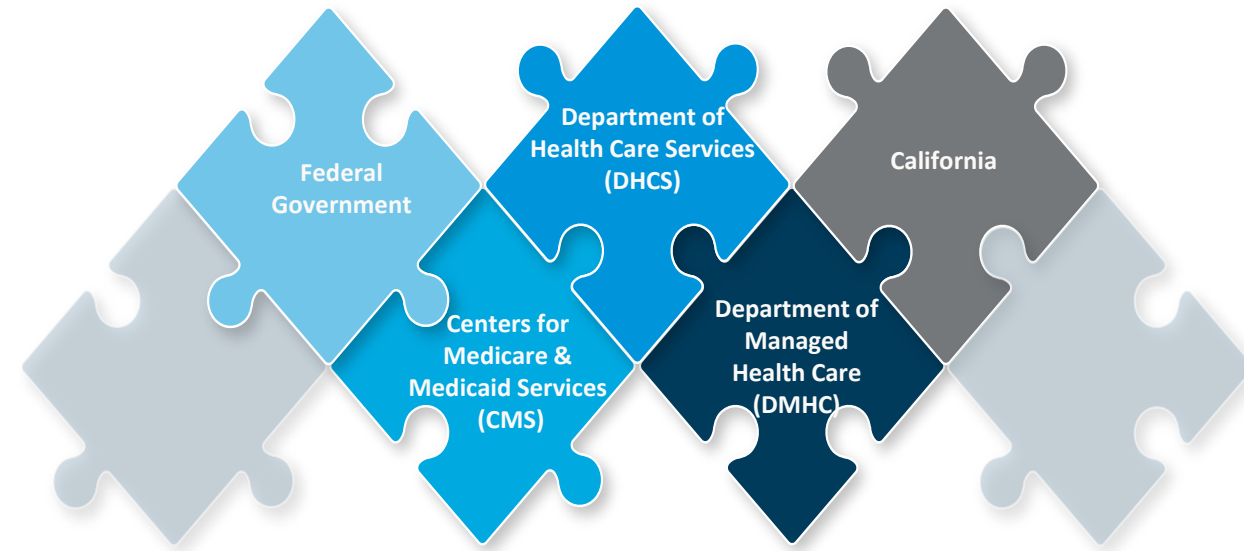 Federal
Government
Centers for
Medicare &
Medicaid Services
(CMS)
Department of
Health Care Services
(DHCS)
Department of
Managed
Health Care
(DMHC)
California